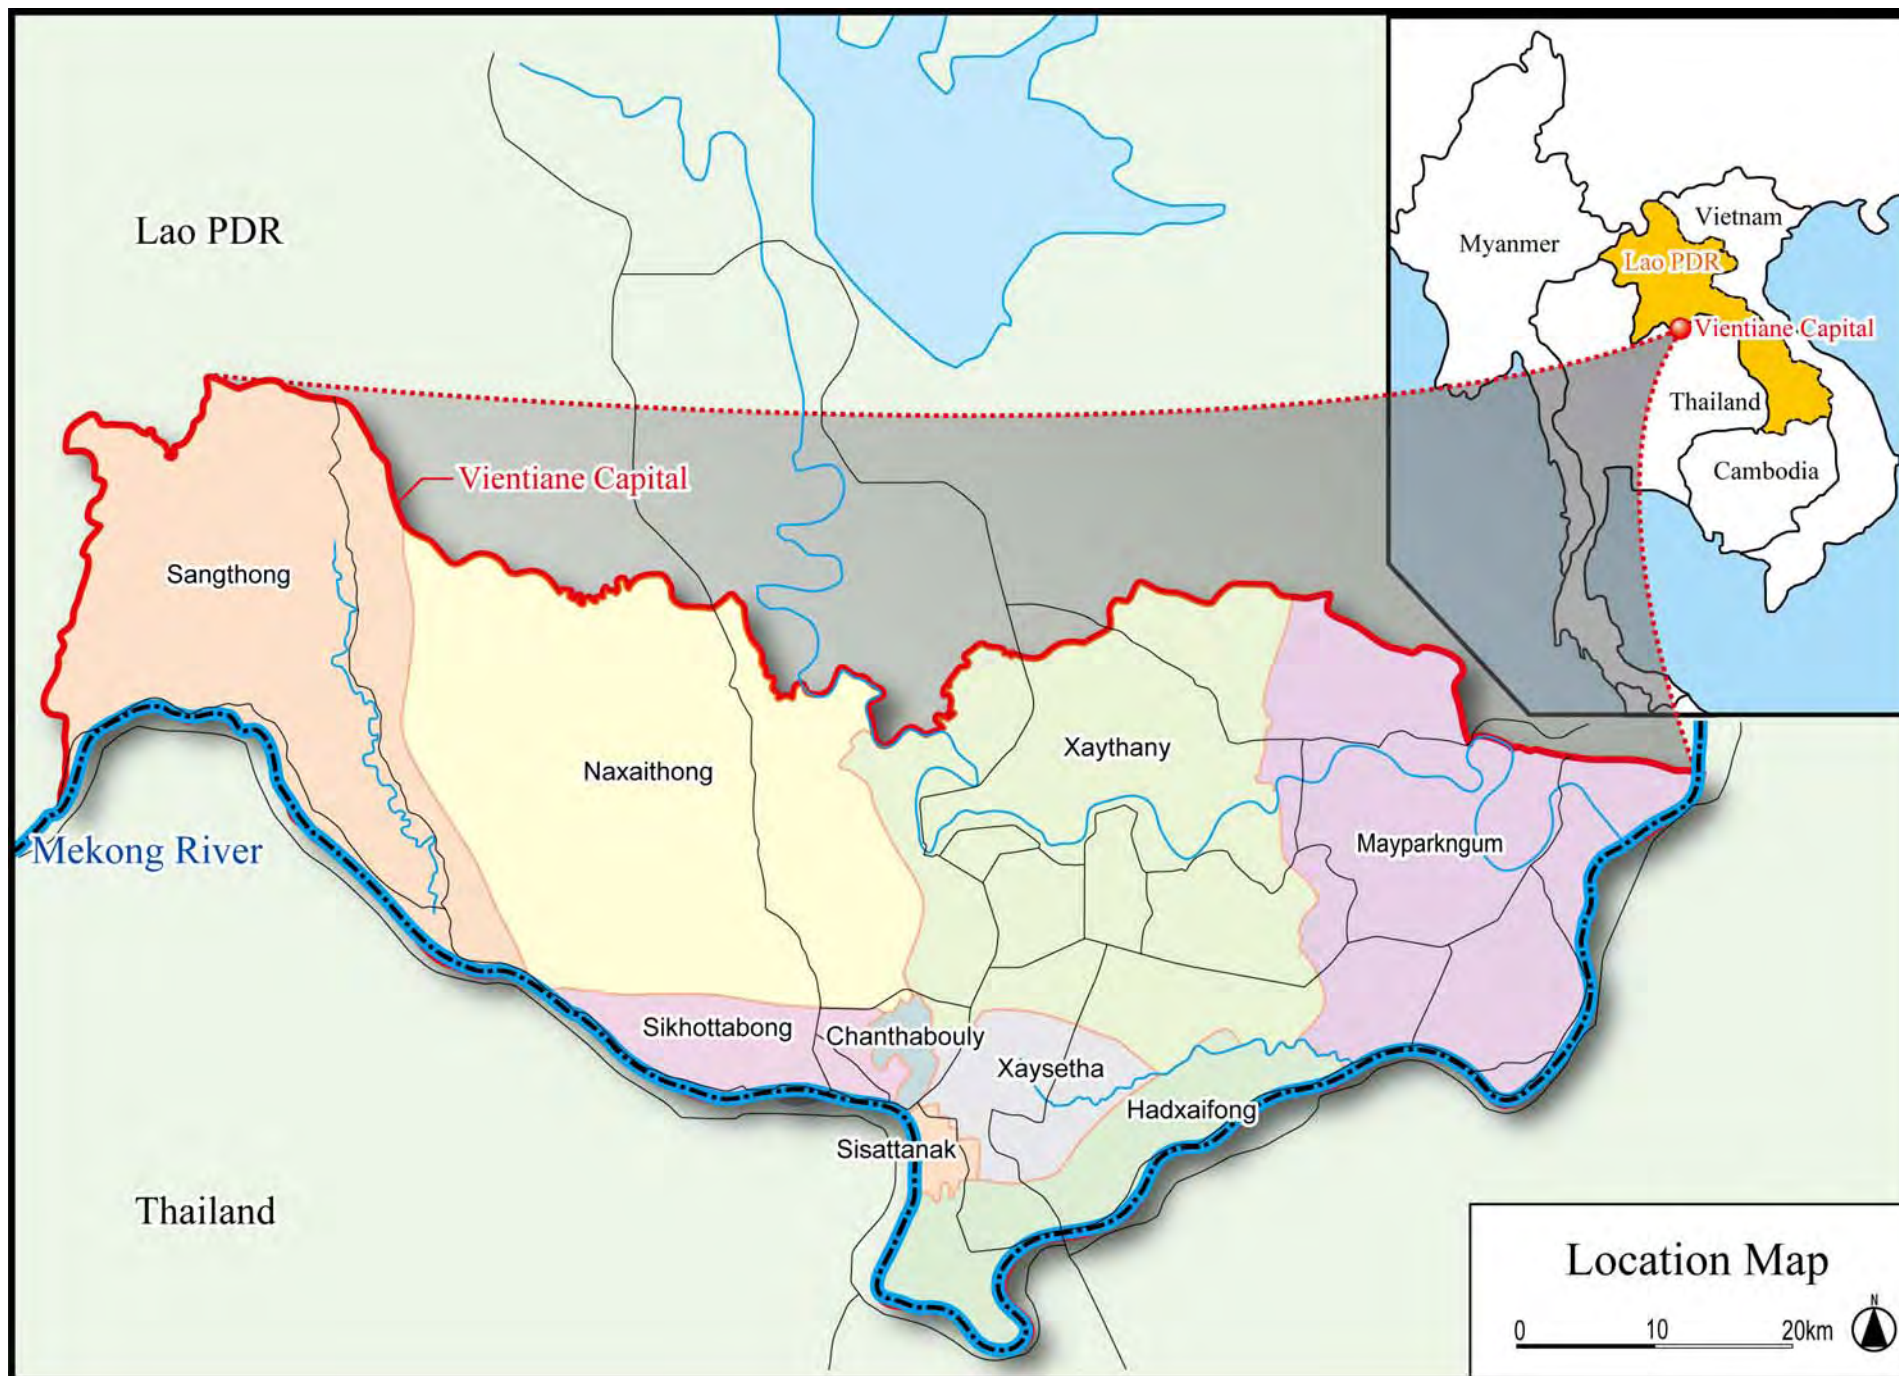 Lao PDR
Vietnam
Myanmer
Lao PDR
Vientiane Capital
Thailand
Cambodia
Vientiane Capital
Sangthong
Naxaithong
Xaythany
Mayparkngum
Mekong River
Sikhottabong
Chanthabouly
Xaysetha
Hadxaifong
Sisattanak
Thailand
Location Map
0 10 20km
N